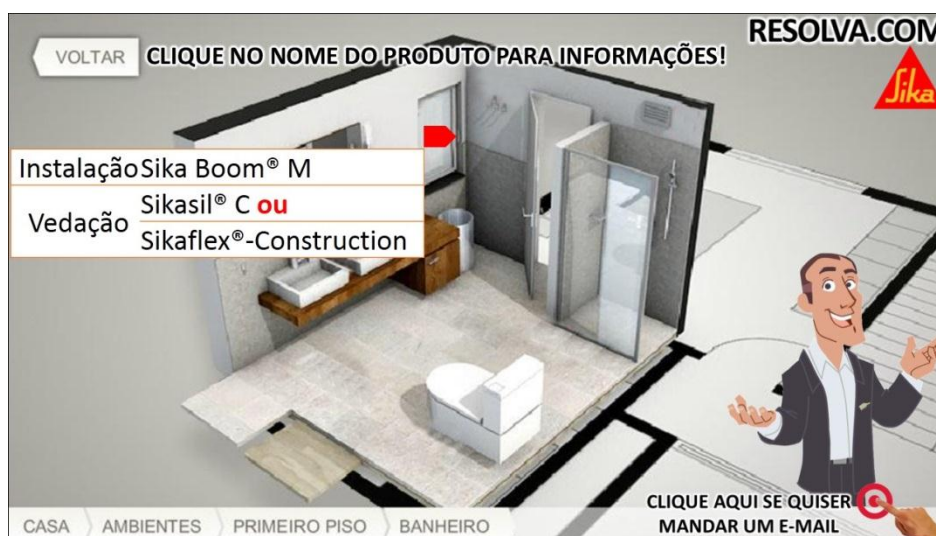 RESOLVA.COM
VOLTAR
CLIQUE NO NOME DO PRODUTO PARA INFORMAÇÕES!
Sika
Instalação Sika Boom® M
Vedação
Sikasil® C ou
Sikaflex®-Construction
CLIQUE AQUI SE QUISER
MANDAR UM E-MAIL
CASA AMBIENTES PRIMEIRO PISO BANHEIRO